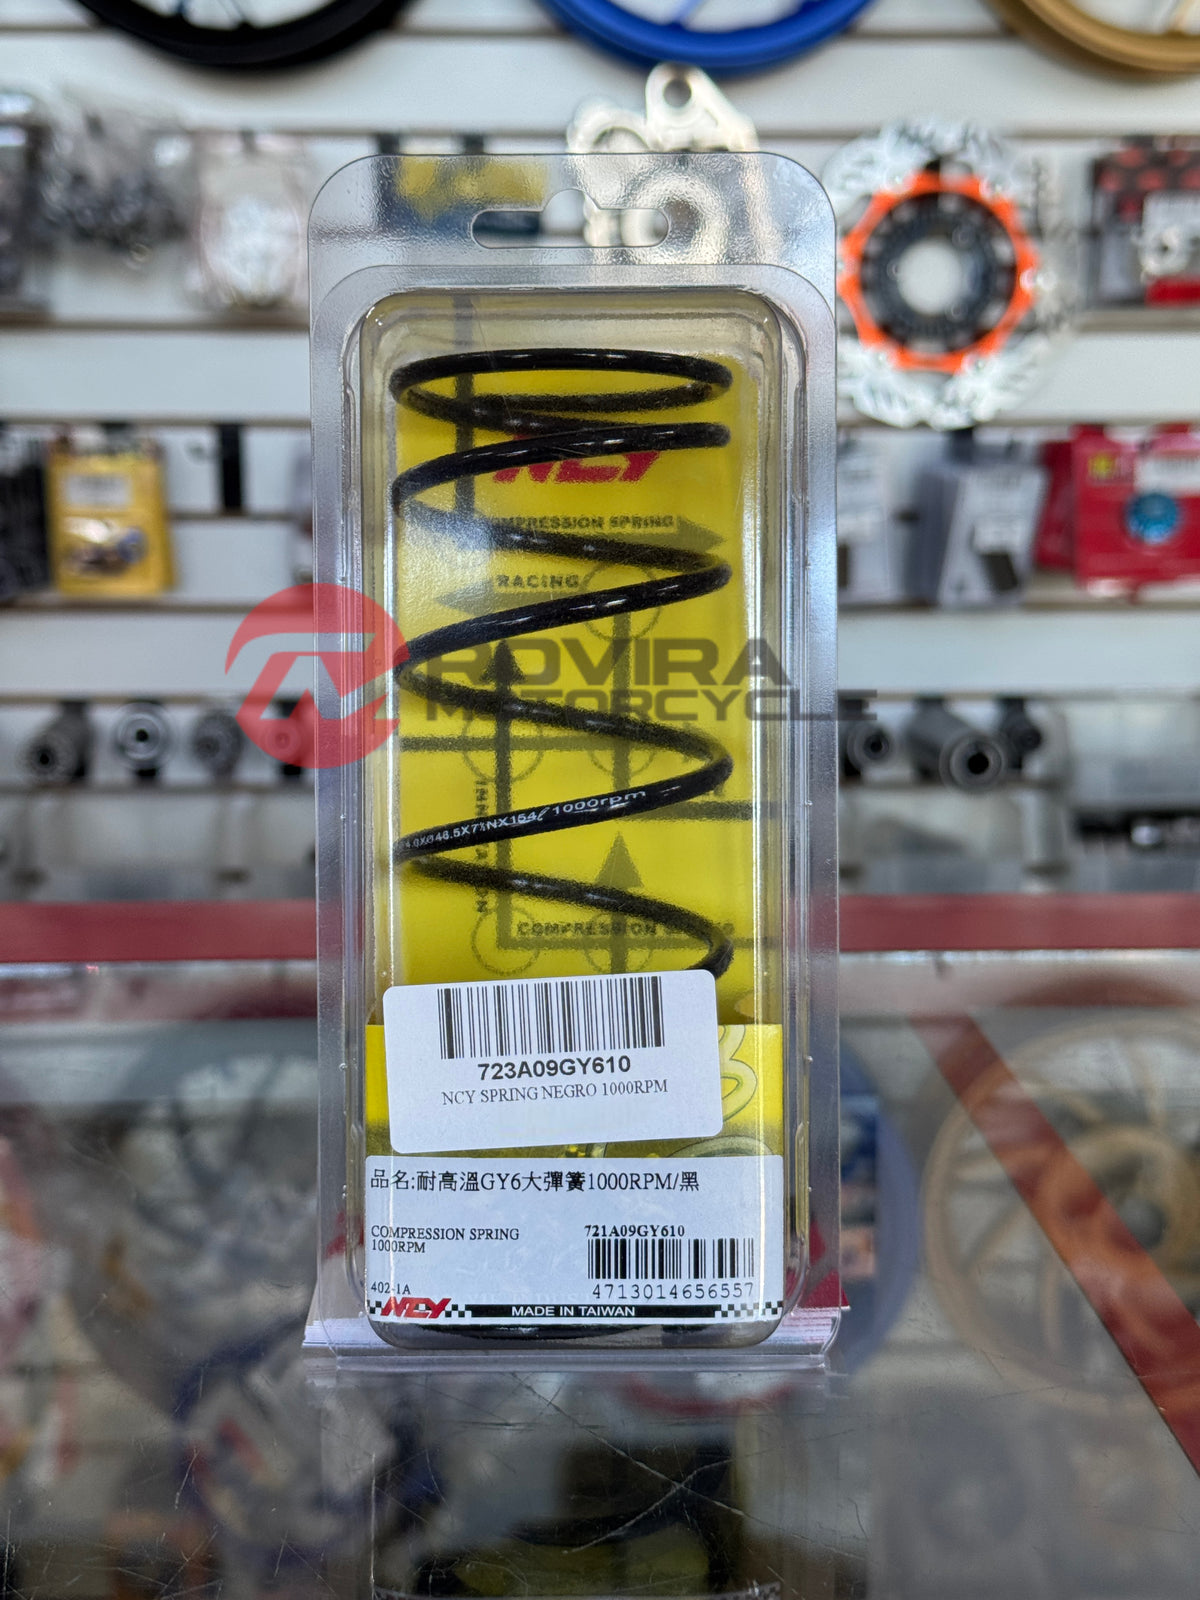 NCY
COMPRESSION SPRING
RACING
ROVIRA
MOTORCYCLE
1000rpm
COMPRESSION
723A09GY610
NCY SPRING NEGRO 1000RPM
品名:耐高溫GY6大彈簧1000RPM/黑
COMPRESSION SPRING
1000RPM
721A09GY610
402-1A
4713014656557
NCY
MADE IN TAIWAN